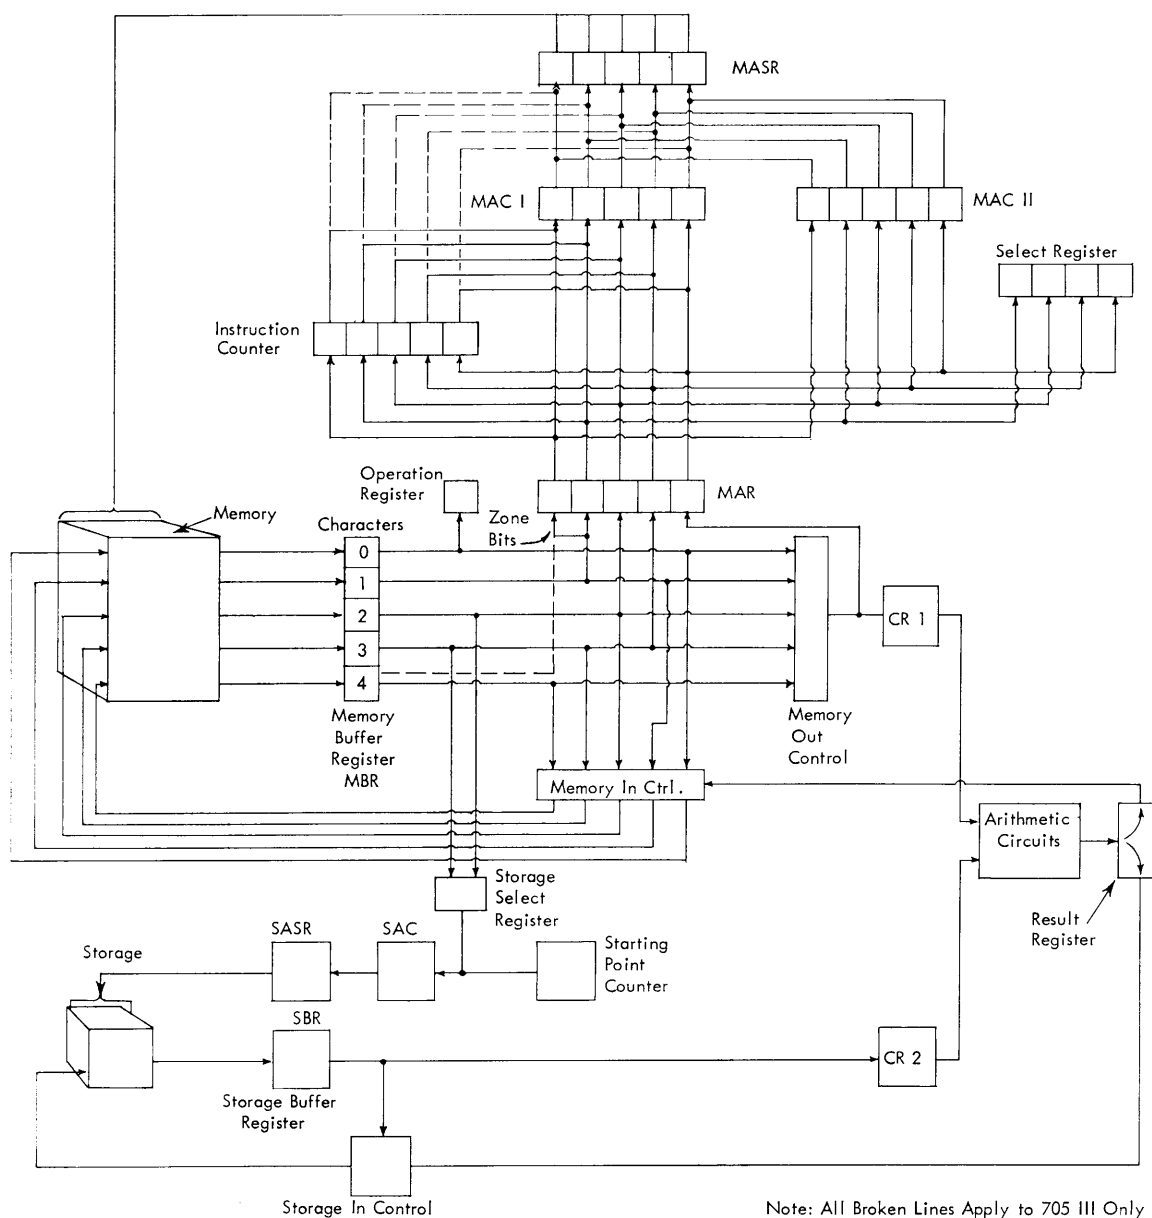 MASR
MAC I
MAC II
Select Register
Instruction
Counter
Operation
Register
MAR
Memory
Characters
Zone
Bits
0
1
2
3
4
CR 1
Memory
Buffer
Register
MBR
Memory
Out
Control
Memory In Ctrl.
Arithmetic
Circuits
Storage
Select
Register
Result
Register
SASR
SAC
Starting
Point
Counter
Storage
SBR
CR 2
Storage Buffer
Register
Storage In Control
Note: All Broken Lines Apply to 705 III Only